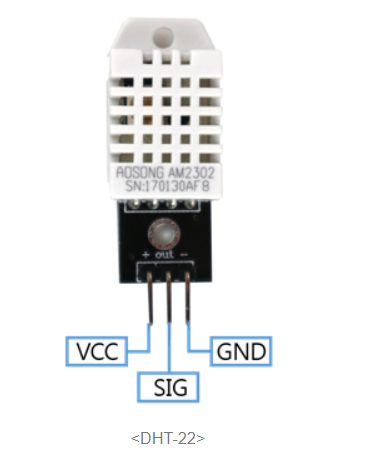 AOSONG AM2302
SN:170130AF8
+ out -
VCC
GND
SIG
<DHT-22>